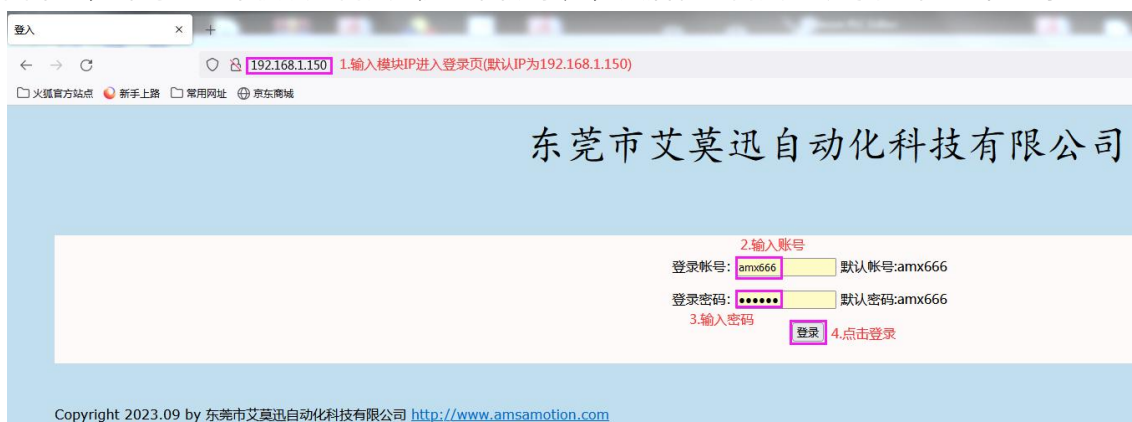 登入 × +
192.168.1.150 1.输入模块IP进入登录页(默认IP为192.168.1.150)
火狐官方站点 新手上路 常用网址 京东商城
东莞市艾莫迅自动化科技有限公司
2.输入账号
登录帐号: amx666 默认帐号:amx666
登录密码: ●●●●●● 默认密码:amx666
3.输入密码
登录 4.点击登录
Copyright 2023.09 by 东莞市艾莫迅自动化科技有限公司 http://www.amsamotion.com